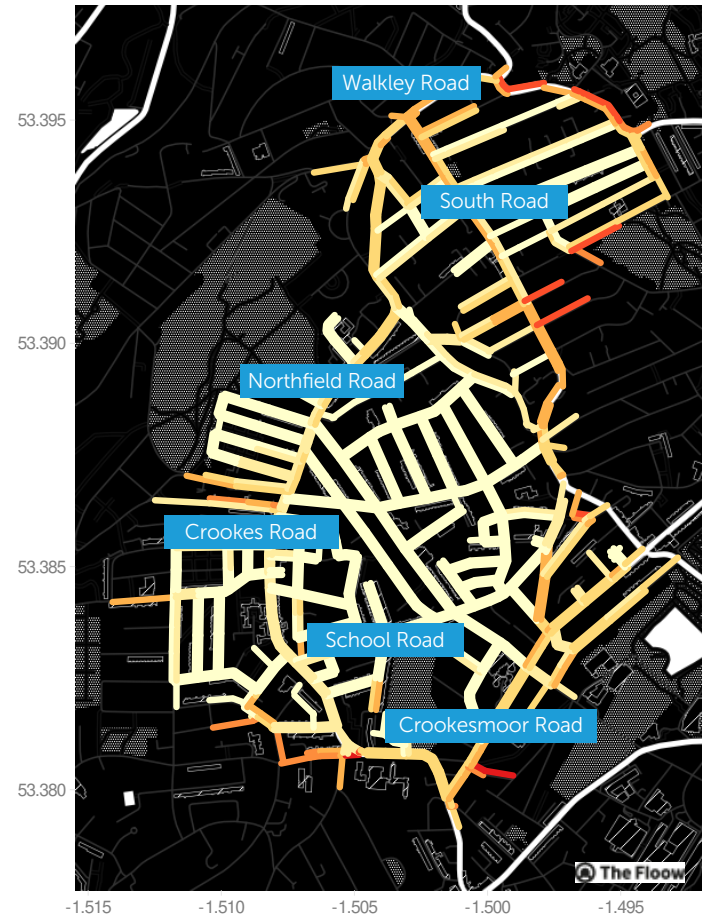 Walkley Road
53.395
South Road
53.390
Northfield Road
Crookes Road
53.385
School Road
Crookesmoor Road
53.380
The Floow
-1.515 -1.510 -1.505 -1.500 -1.495